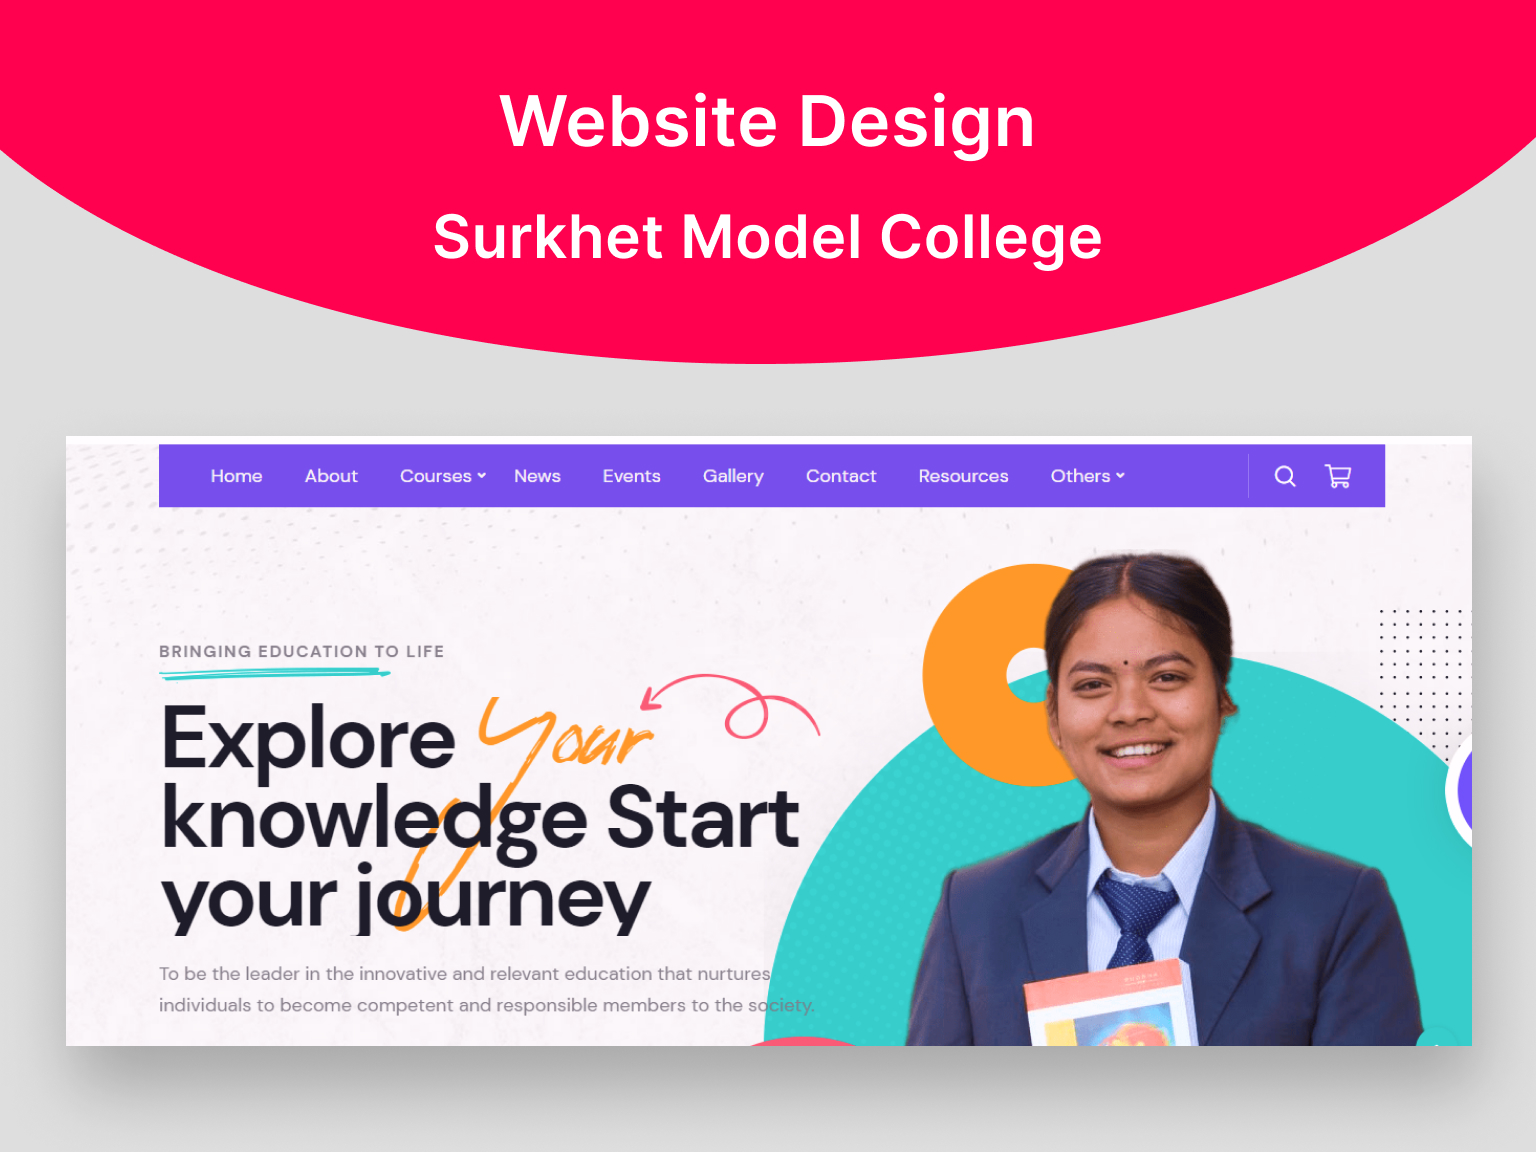 Website Design
Surkhet Model College
Home About Courses News Events Gallery Contact Resources Others
BRINGING EDUCATION TO LIFE
Explore Your
knowledge Start
your journey
To be the leader in the innovative and relevant education that nurtures
individuals to become competent and responsible members to the society.